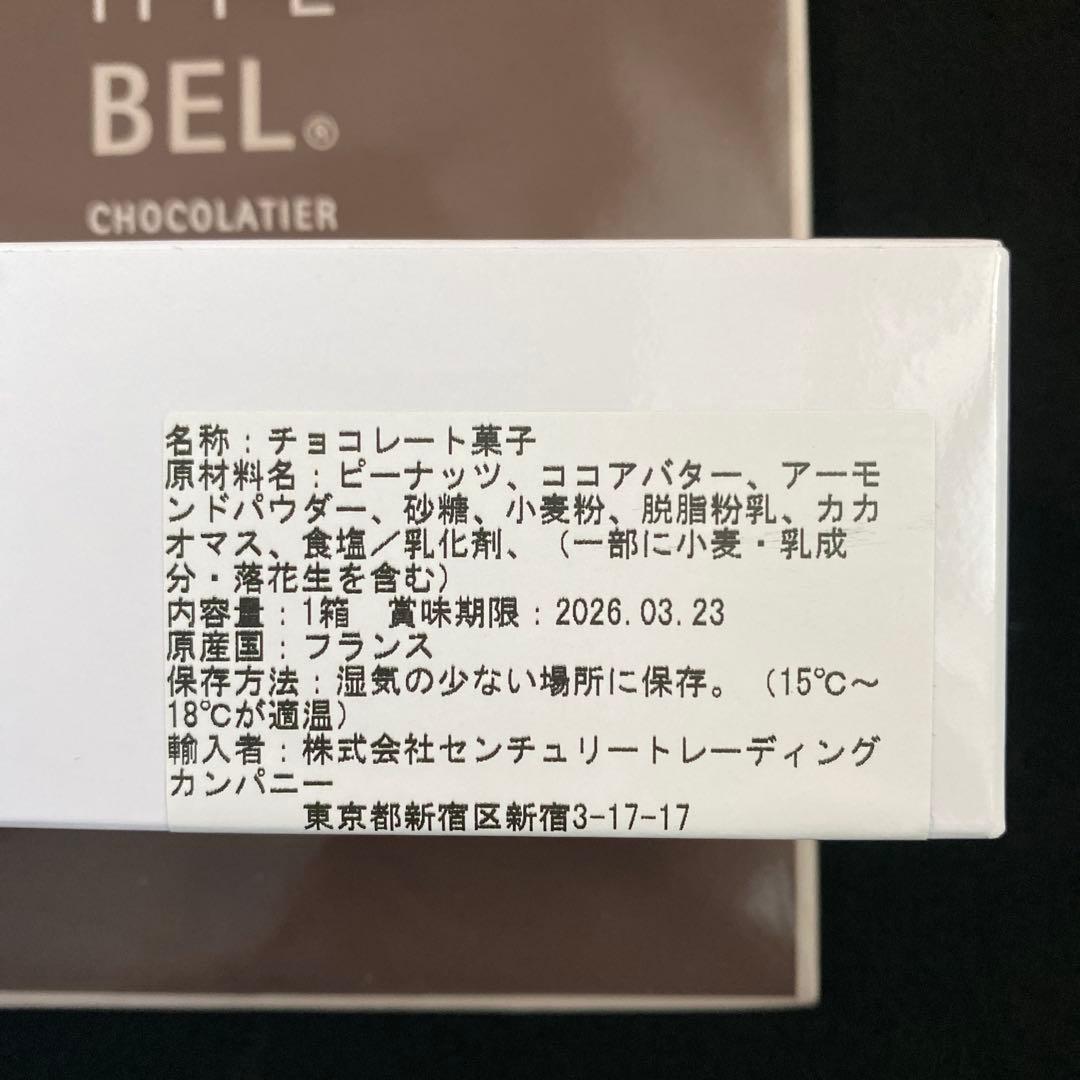 BEL®
CHOCOLATIER
名称:チョコレート菓子
原材料名:ピーナッツ、ココアバター、アーモ
ンドパウダー、砂糖、小麦粉、脱脂粉乳、カカ
オマス、食塩/乳化剤、(一部に小麦・乳成
分・落花生を含む)
内容量:1箱 賞味期限:2026.03.23
原産国:フランス
保存方法:湿気の少ない場所に保存。(15℃~
18℃が適温)
輸入者:株式会社センチュリートレーディング
カンパニー
東京都新宿区新宿3-17-17